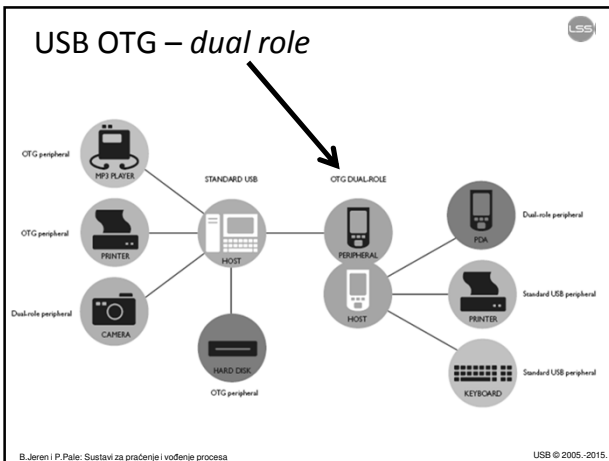 USB OTG – dual role
LSS
OTG peripheral
MP3 PLAYER
STANDARD USB
OTG DUAL-ROLE
OTG peripheral
PRINTER
HOST
PERIPHERAL
PDA
Dual-role peripheral
Dual-role peripheral
CAMERA
HOST
PRINTER
Standard USB peripheral
HARD DISK
OTG peripheral
KEYBOARD
Standard USB peripheral
B.Jeren i P.Pale: Sustavi za praćenje i vođenje procesa
USB © 2005.-2015.